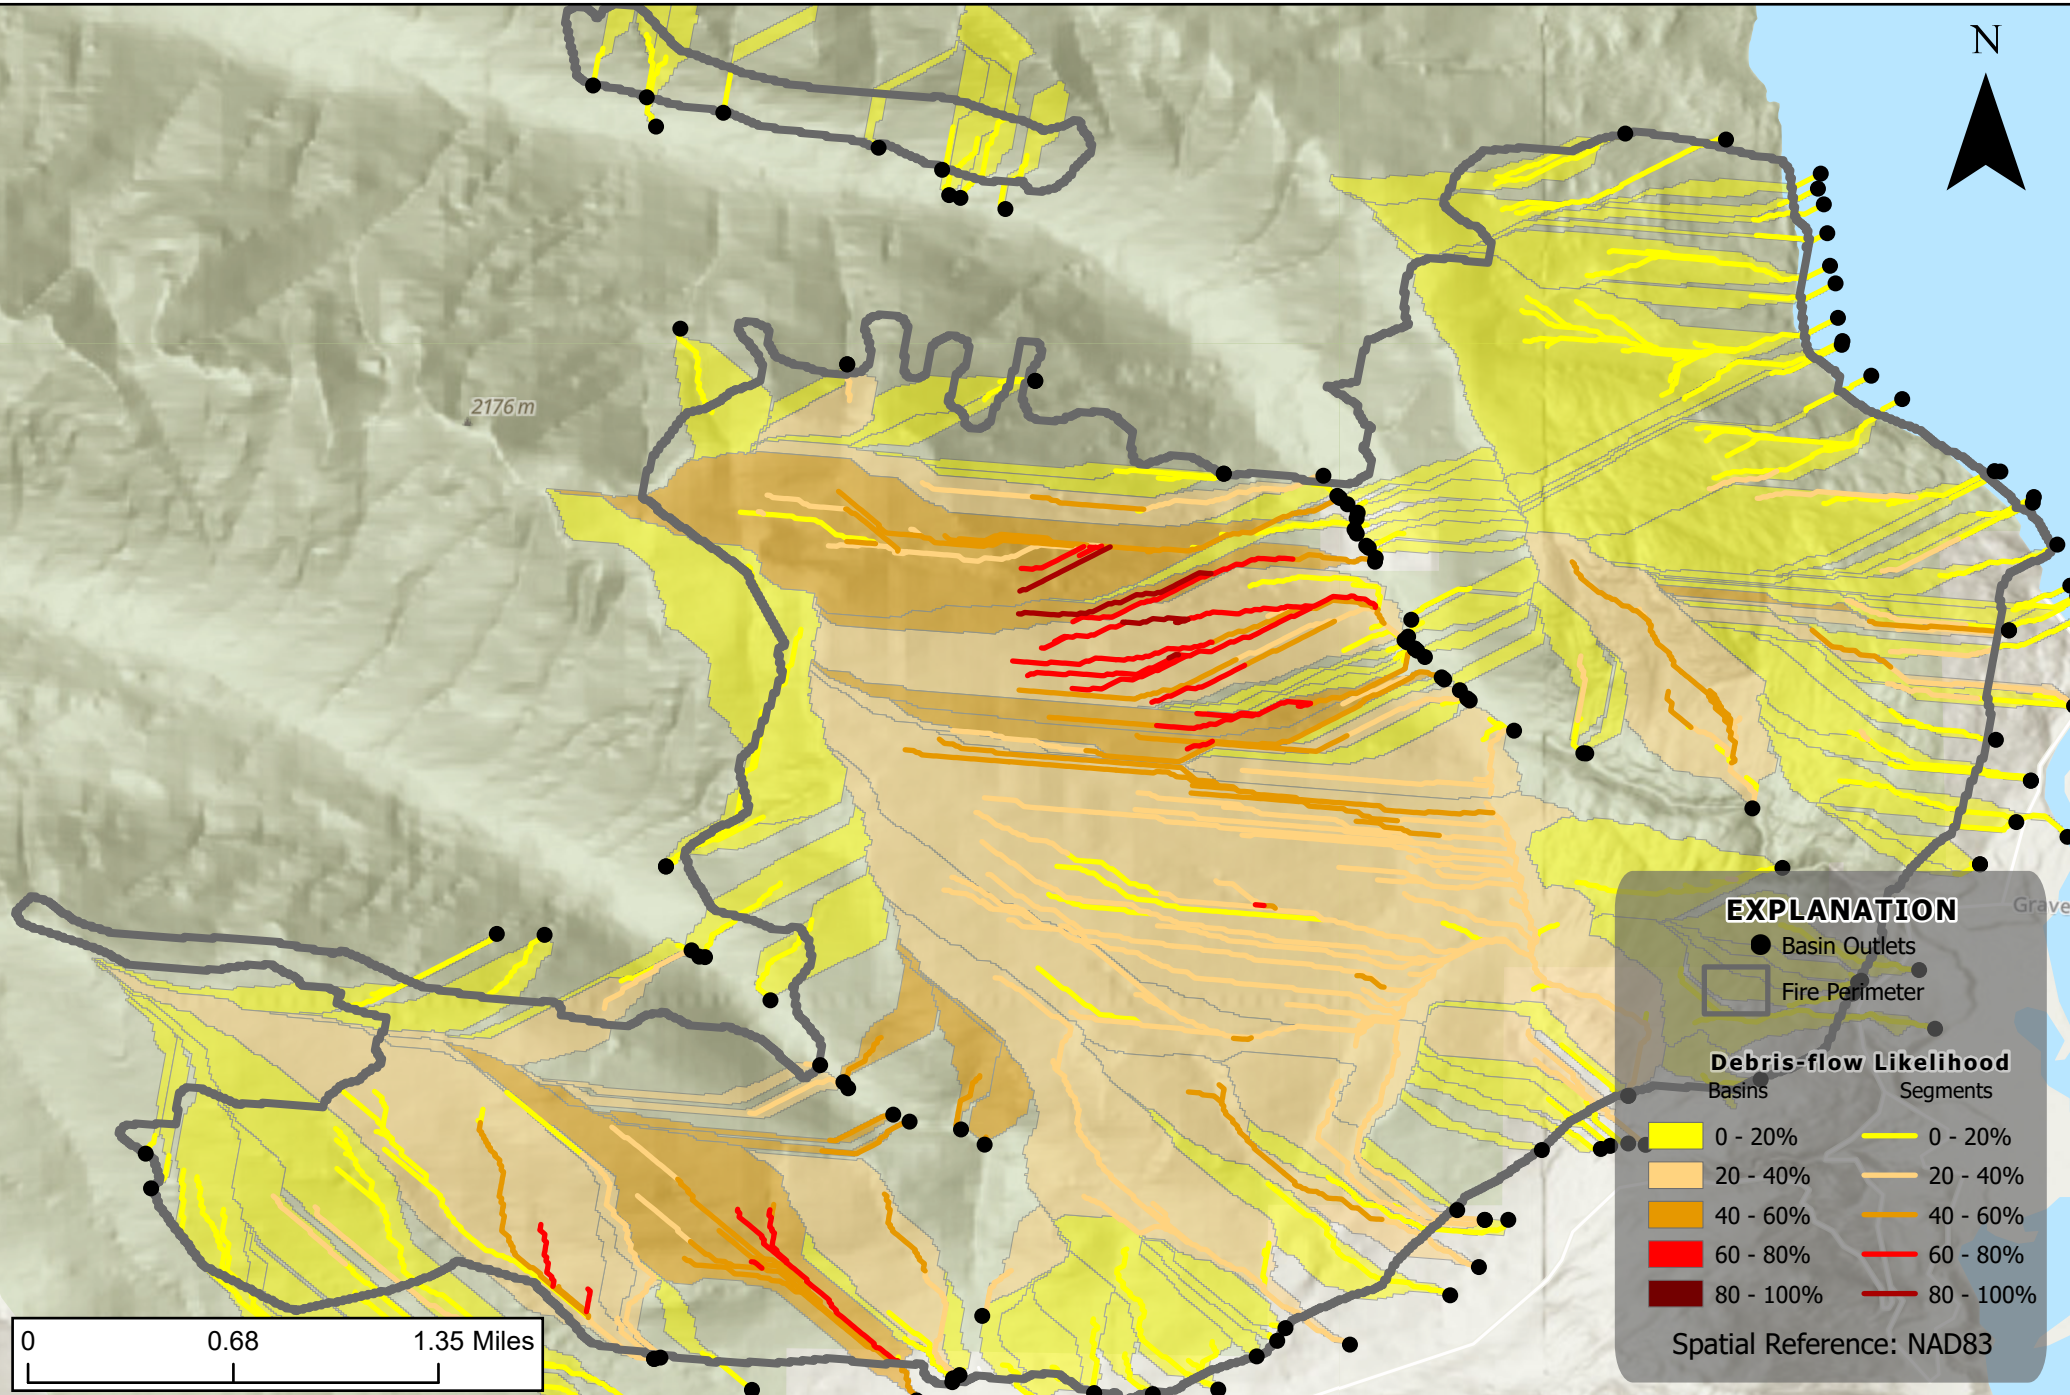 N
2176 m
Grave
EXPLANATION
Basin Outlets
Fire Perimeter
Debris-flow Likelihood
Basins Segments
0 - 20% 0 - 20%
20 - 40% 20 - 40%
40 - 60% 40 - 60%
60 - 80% 60 - 80%
80 - 100% 80 - 100%
Spatial Reference: NAD83
0 0.68 1.35 Miles